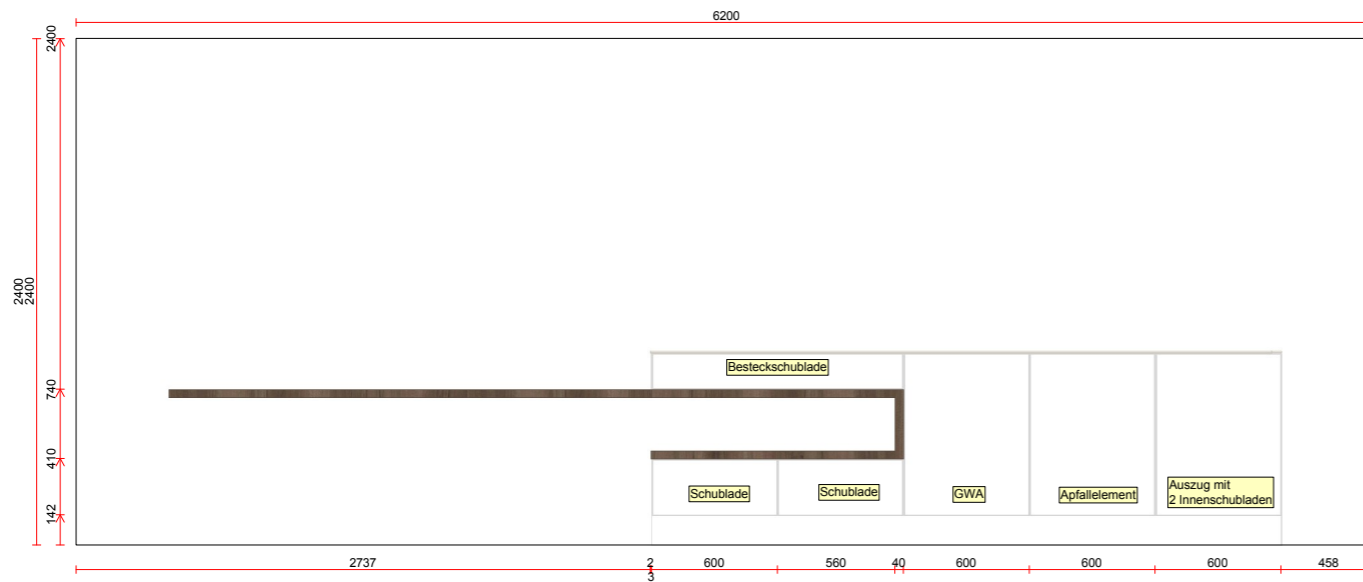 6200
2400
2400
2400
740
410
142
Besteckschublade
Schublade
Schublade
GWA
Apfallelement
Auszug mit
2 Innenschubladen
2737
2
3
600
560
40
600
600
600
458